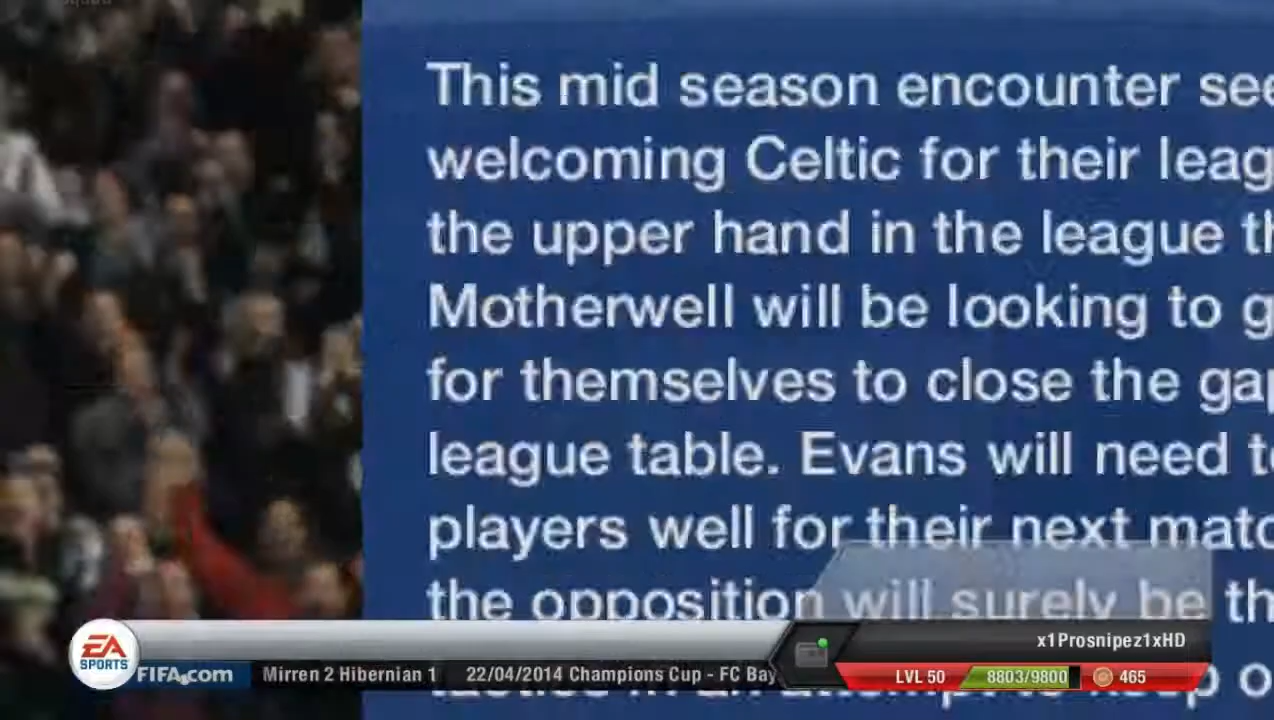 This mid season encounter see
welcoming Celtic for their leag
the upper hand in the league th
Motherwell will be looking to g
for themselves to close the gap
league table. Evans will need to
players well for their next matc
the opposition will surely be th
x1Prosnipez1xHD
EA
SPORTS
FIFA.com
Mirren 2 Hibernian 1 22/04/2014 Champions Cup - FC Bay
LVL 50 8803/9800 465